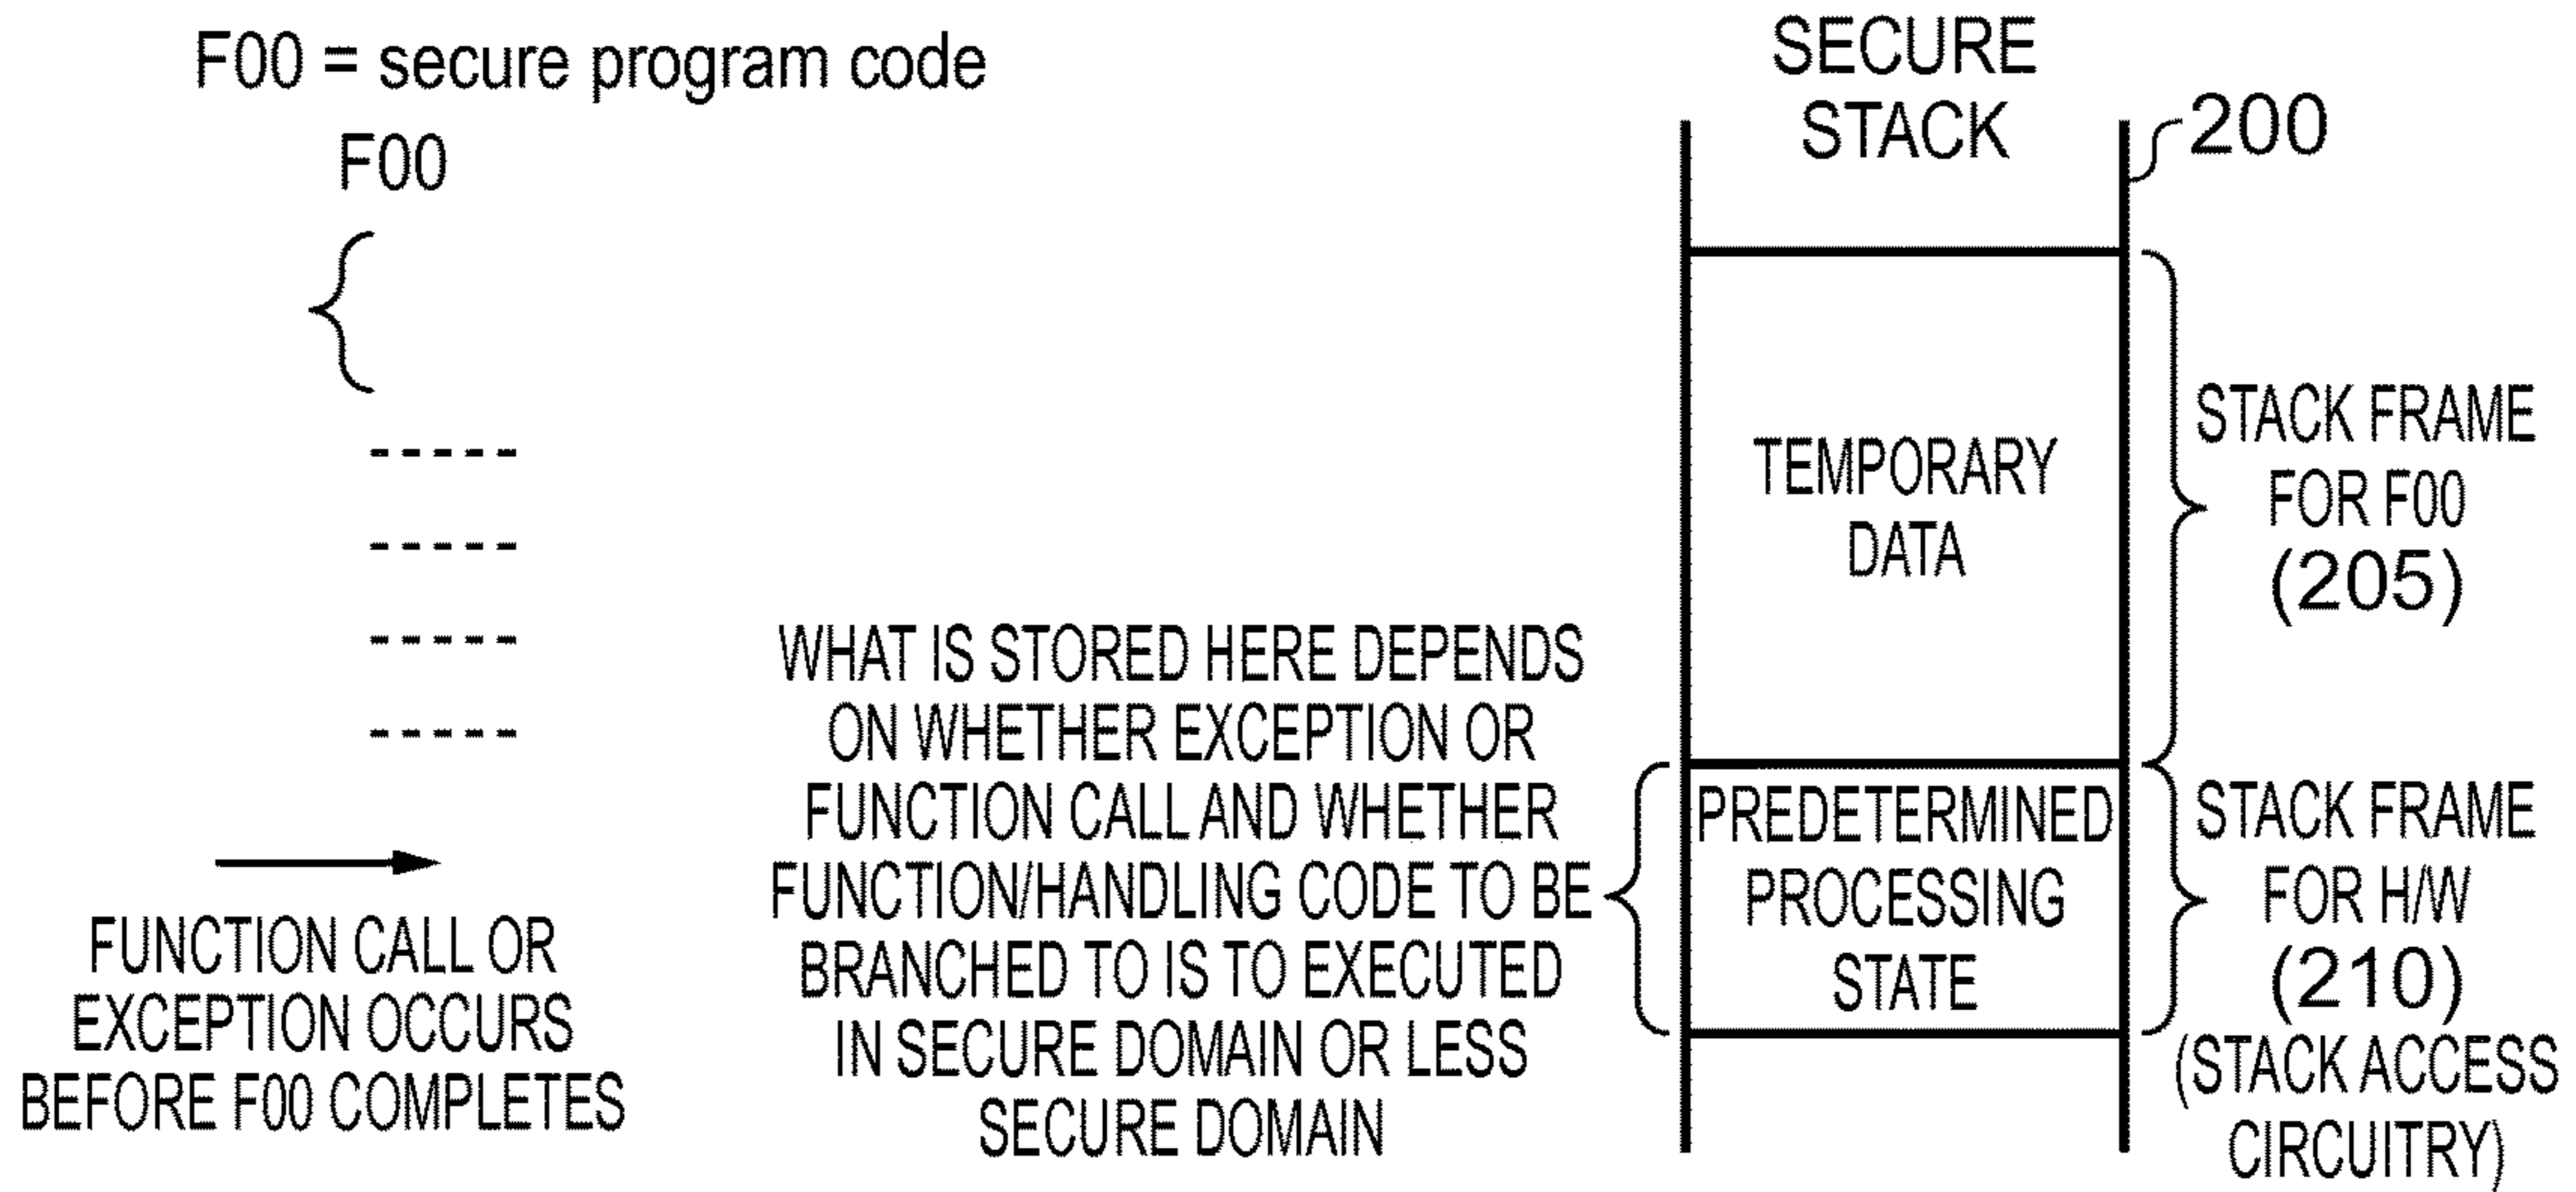 F00 = secure program code
F00
FUNCTION CALL OR
EXCEPTION OCCURS
BEFORE F00 COMPLETES
WHAT IS STORED HERE DEPENDS
ON WHETHER EXCEPTION OR
FUNCTION CALL AND WHETHER
FUNCTION/HANDLING CODE TO BE
BRANCHED TO IS TO EXECUTED
IN SECURE DOMAIN OR LESS
SECURE DOMAIN
SECURE
STACK
200
TEMPORARY
DATA
PREDETERMINED
PROCESSING
STATE
STACK FRAME
FOR F00
(205)
STACK FRAME
FOR H/W
(210)
(STACK ACCESS
CIRCUITRY)